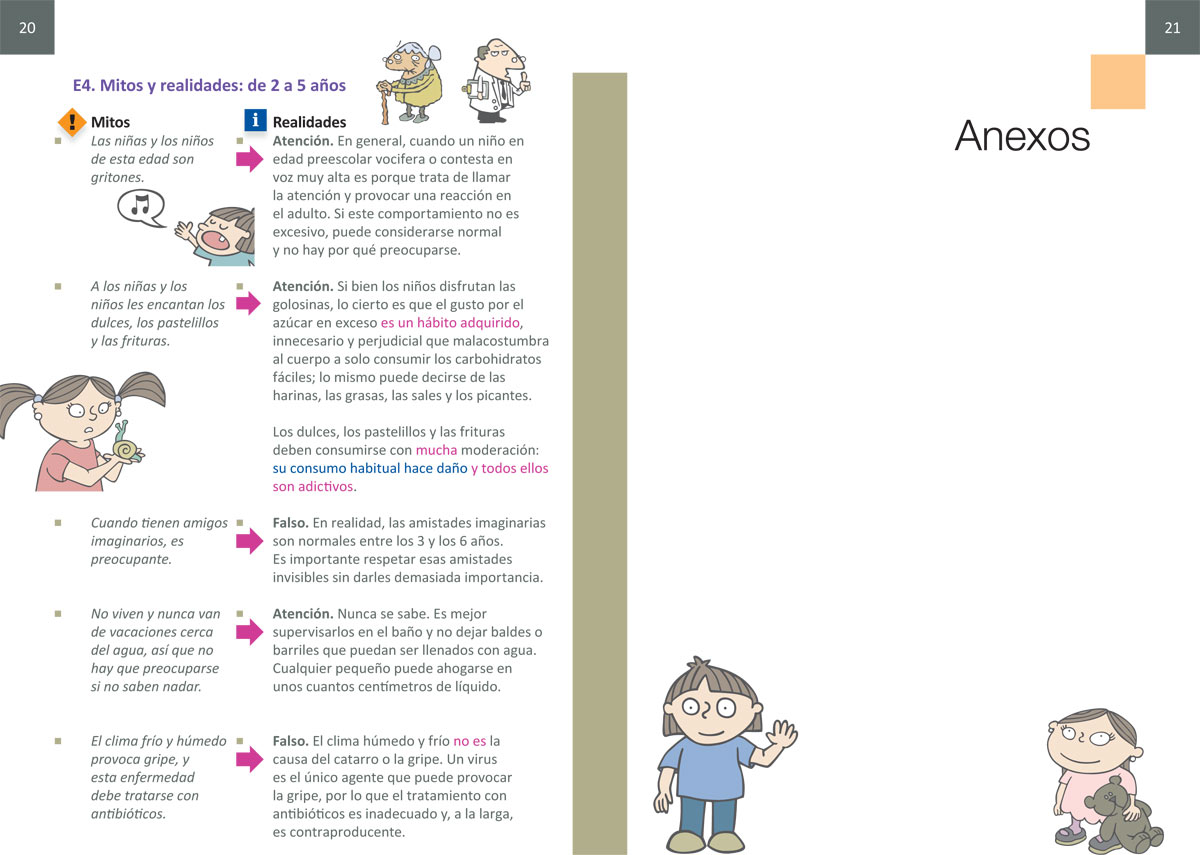 20
E4. Mitos y realidades: de 2 a 5 años
Mitos
Las niñas y los niños
de esta edad son
gritones.
Realidades
Atención. En general, cuando un niño en
edad preescolar vocifera o contesta en
voz muy alta es porque trata de llamar
la atención y provocar una reacción en
el adulto. Si este comportamiento no es
excesivo, puede considerarse normal
y no hay por qué preocuparse.
A los niñas y los
niños les encantan los
dulces, los pastelillos
y las frituras.
Atención. Si bien los niños disfrutan las
golosinas, lo cierto es que el gusto por el
azúcar en exceso es un hábito adquirido,
innecesario y perjudicial que malacostumbra
al cuerpo a solo consumir los carbohidratos
fáciles; lo mismo puede decirse de las
harinas, las grasas, las sales y los picantes.
Los dulces, los pastelillos y las frituras
deben consumirse con mucha moderación:
su consumo habitual hace daño y todos ellos
son adictivos.
Cuando tienen amigos
imaginarios, es
preocupante.
Falso. En realidad, las amistades imaginarias
son normales entre los 3 y los 6 años.
Es importante respetar esas amistades
invisibles sin darles demasiada importancia.
No viven y nunca van
de vacaciones cerca
del agua, así que no
hay que preocuparse
si no saben nadar.
Atención. Nunca se sabe. Es mejor
supervisarlos en el baño y no dejar baldes o
barriles que puedan ser llenados con agua.
Cualquier pequeño puede ahogarse en
unos cuantos centímetros de líquido.
El clima frío y húmedo
provoca gripe, y
esta enfermedad
debe tratarse con
antibióticos.
Falso. El clima húmedo y frío no es la
causa del catarro o la gripe. Un virus
es el único agente que puede provocar
la gripe, por lo que el tratamiento con
antibióticos es inadecuado y, a la larga,
es contraproducente.
21
Anexos